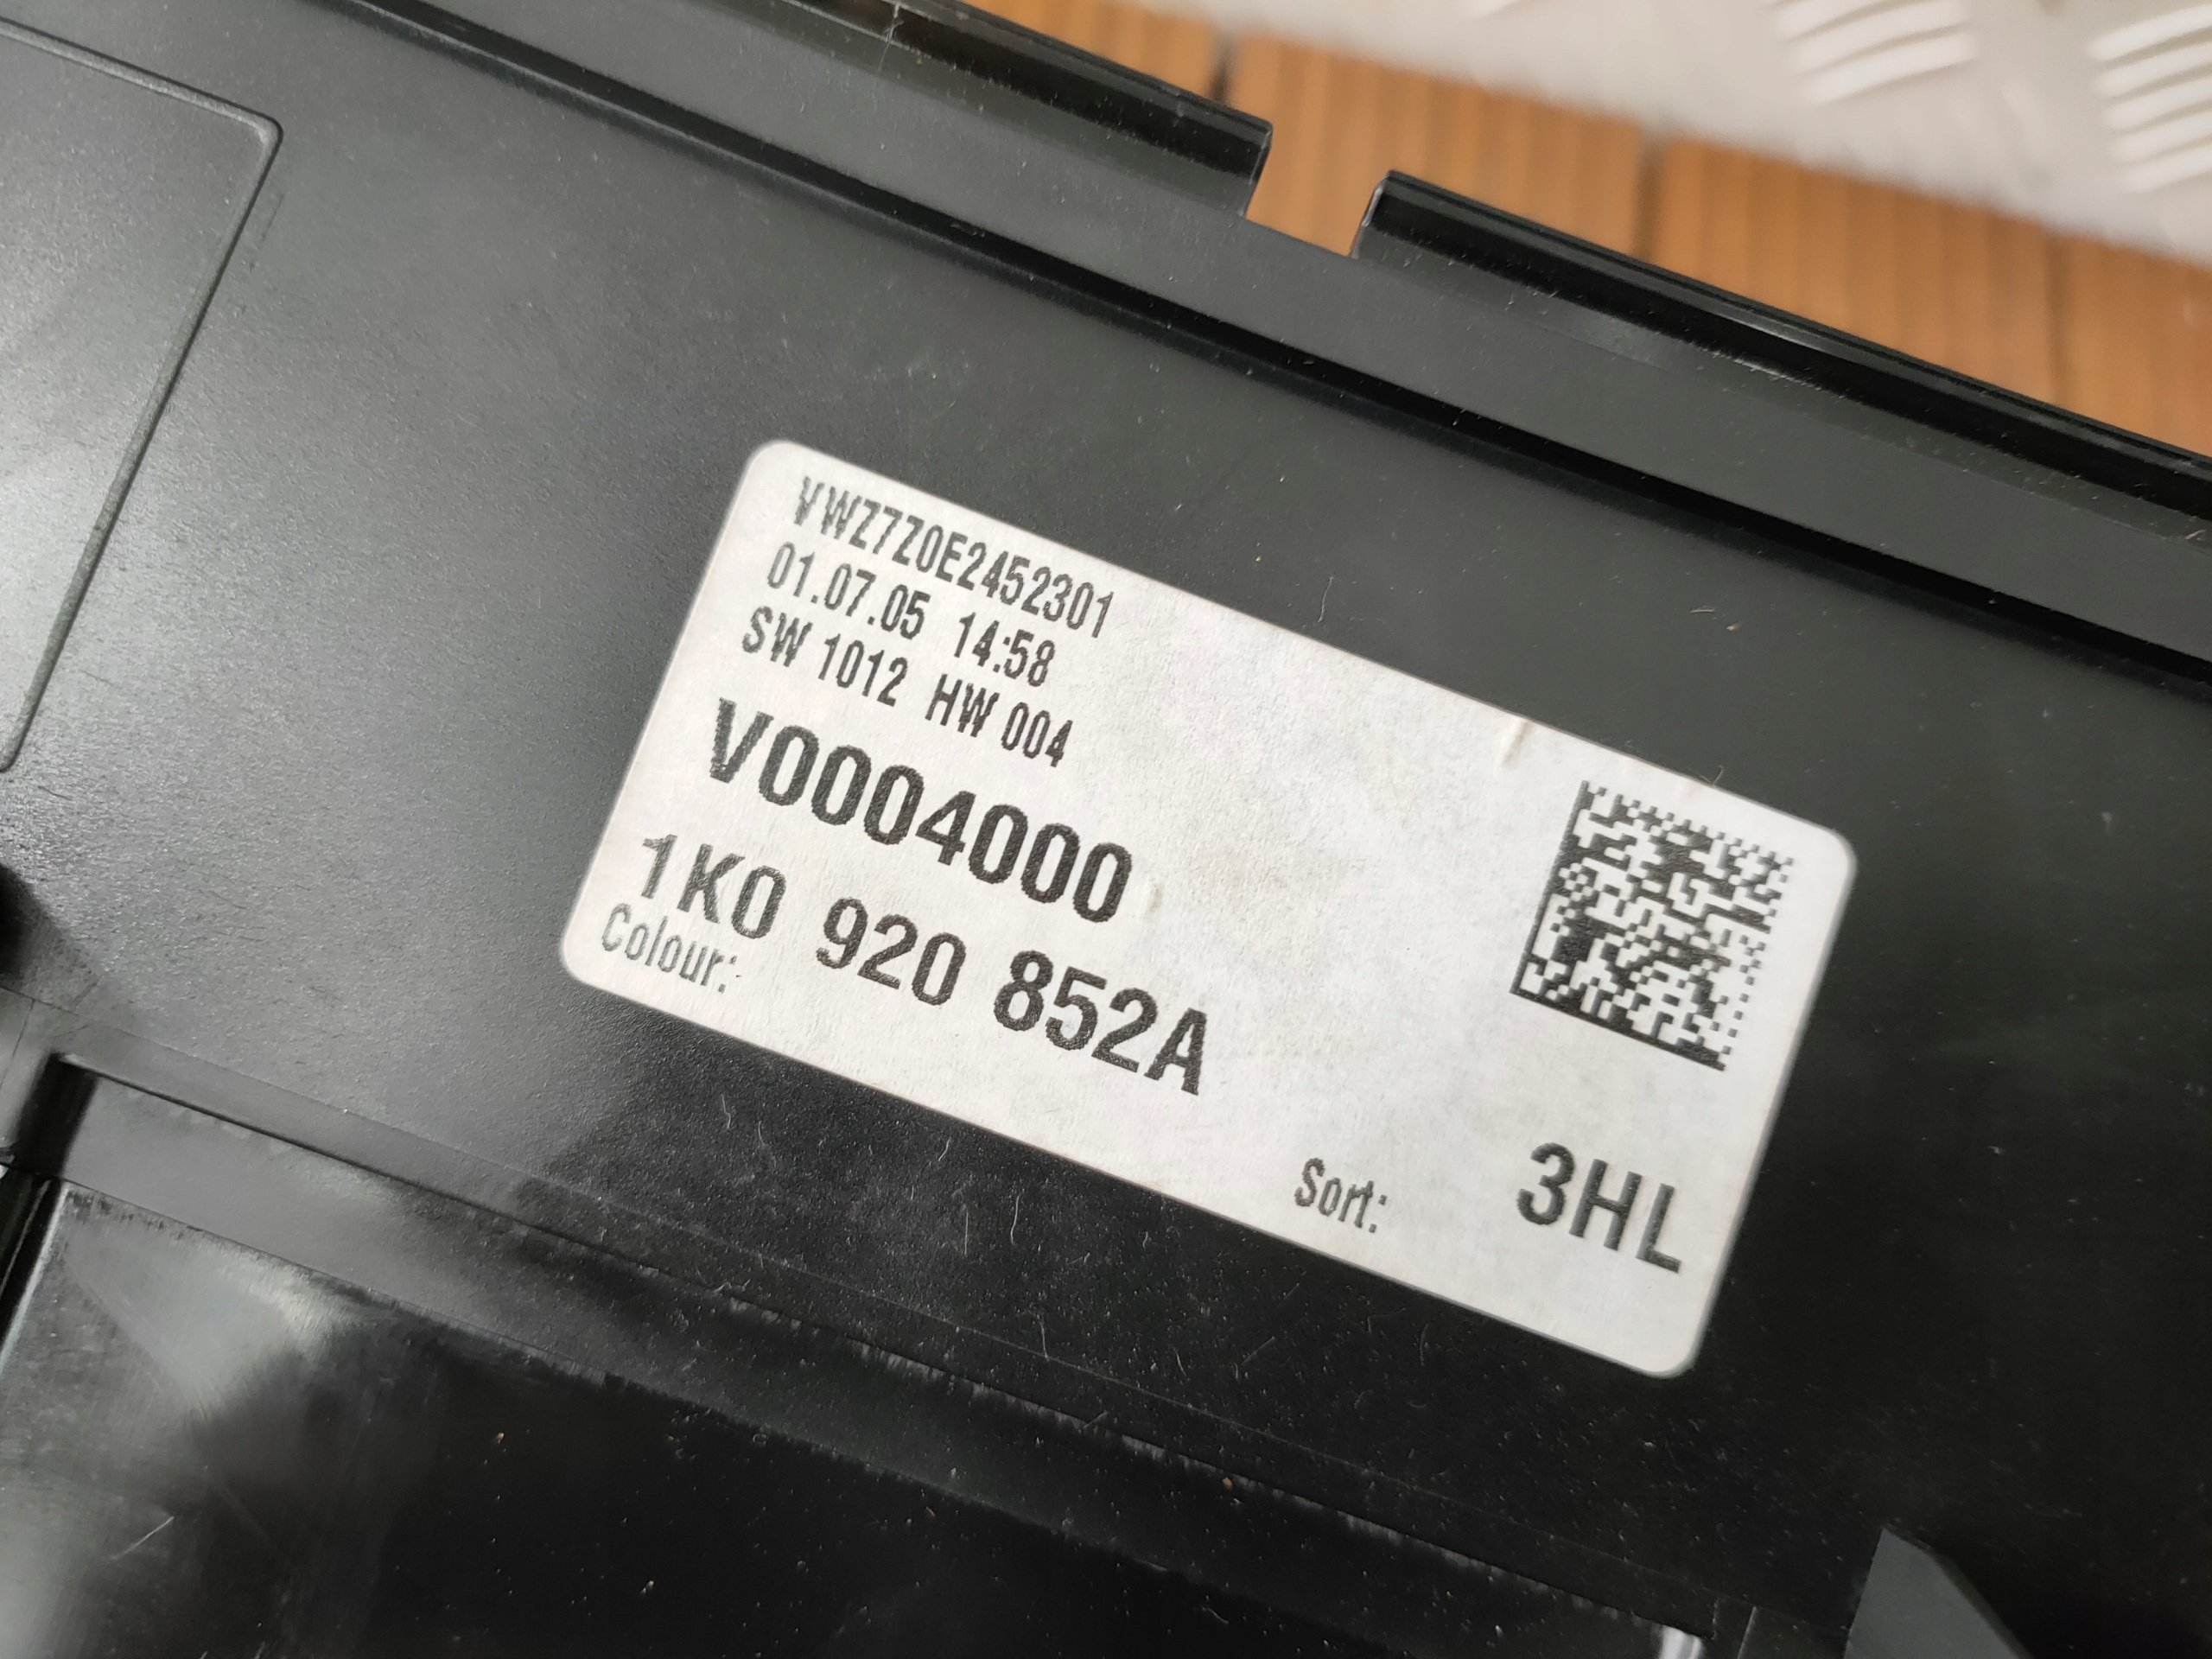 VWZ7Z0E2452301
01.07.05 14:58
SW 1012 HW 004
V0004000
1K0 920 852A
Colour:
Sort: 3HL